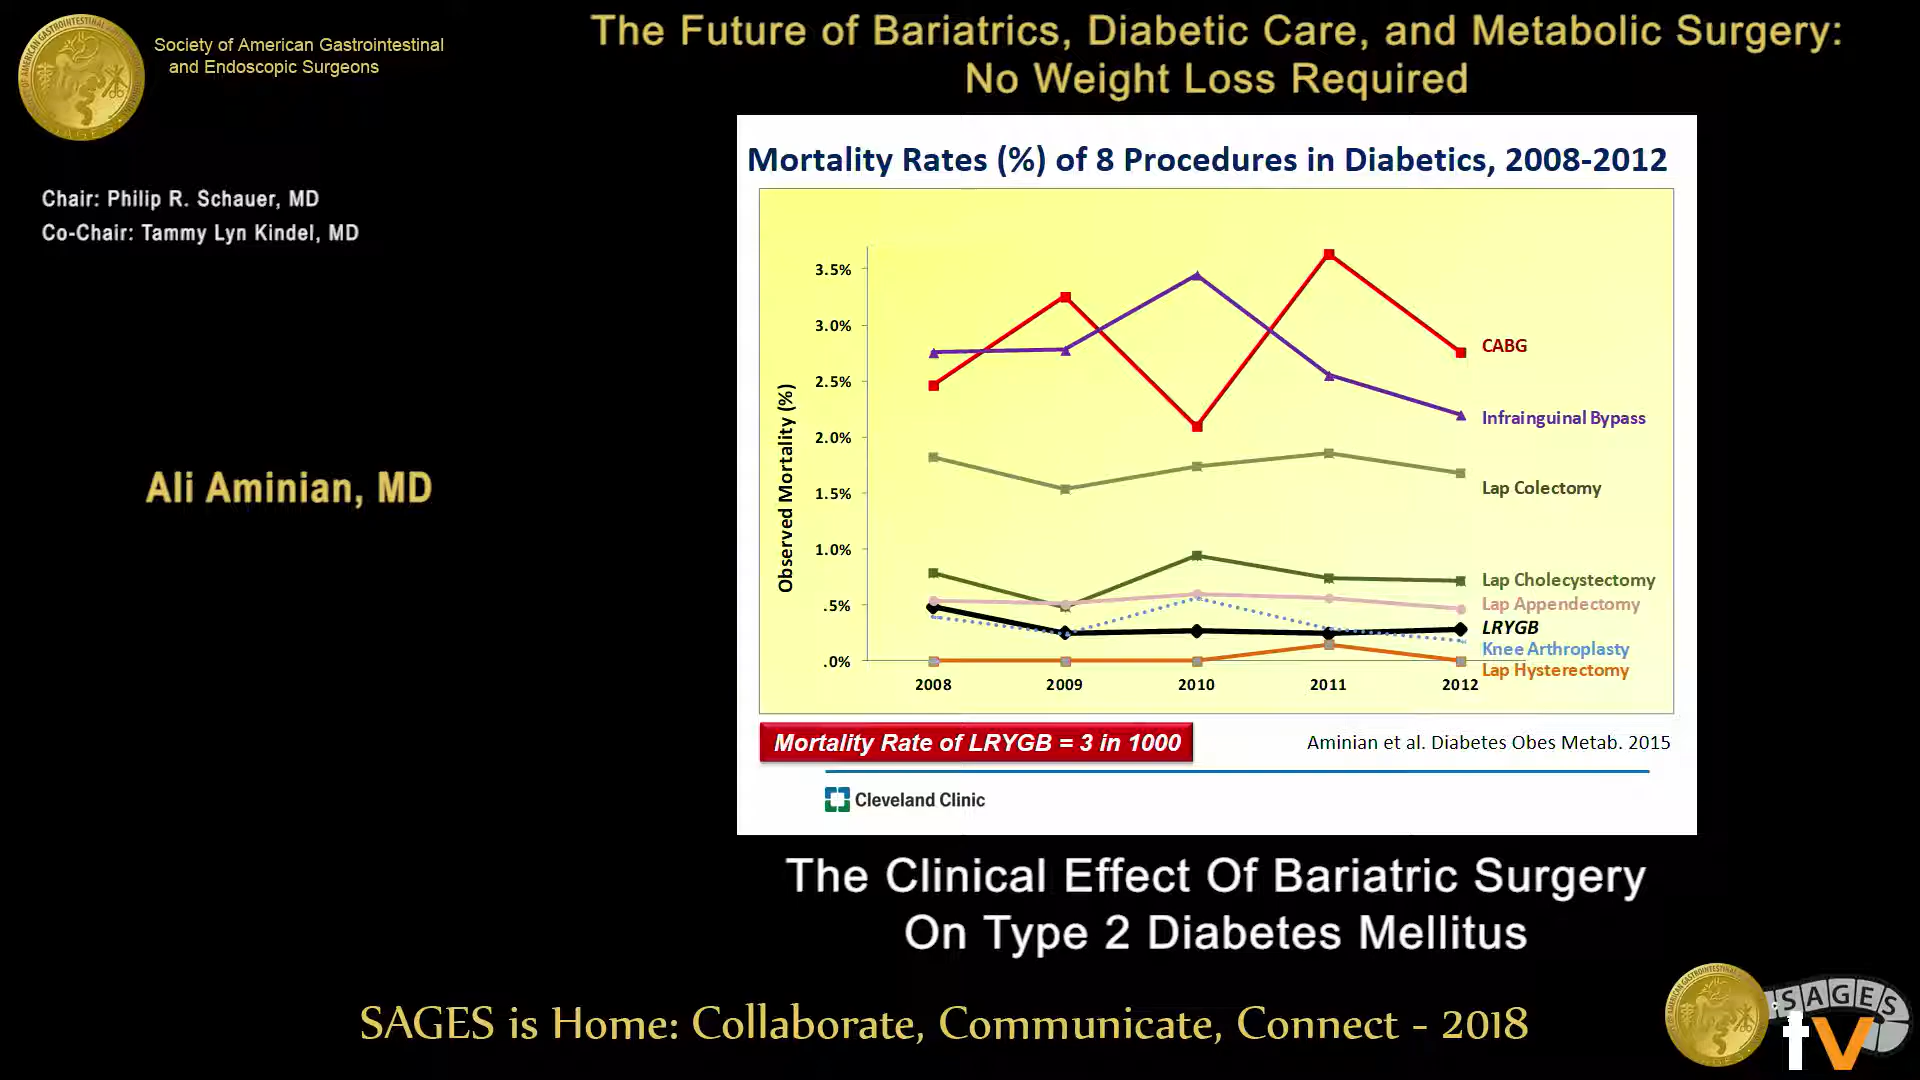 Society of American Gastrointestinal
and Endoscopic Surgeons
The Future of Bariatrics, Diabetic Care, and Metabolic Surgery:
No Weight Loss Required
Chair: Philip R. Schauer, MD
Co-Chair: Tammy Lyn Kindel, MD
Ali Aminian, MD
Mortality Rates (%) of 8 Procedures in Diabetics, 2008-2012
Observed Mortality (%)
3.5%
3.0%
2.5%
2.0%
1.5%
1.0%
.5%
.0%
2008 2009 2010 2011 2012
CABG
Infrainguinal Bypass
Lap Colectomy
Lap Cholecystectomy
Lap Appendectomy
LRYGB
Knee Arthroplasty
Lap Hysterectomy
Mortality Rate of LRYGB = 3 in 1000
Aminian et al. Diabetes Obes Metab. 2015
Cleveland Clinic
The Clinical Effect Of Bariatric Surgery
On Type 2 Diabetes Mellitus
SAGES is Home: Collaborate, Communicate, Connect - 2018
SAGES
tv